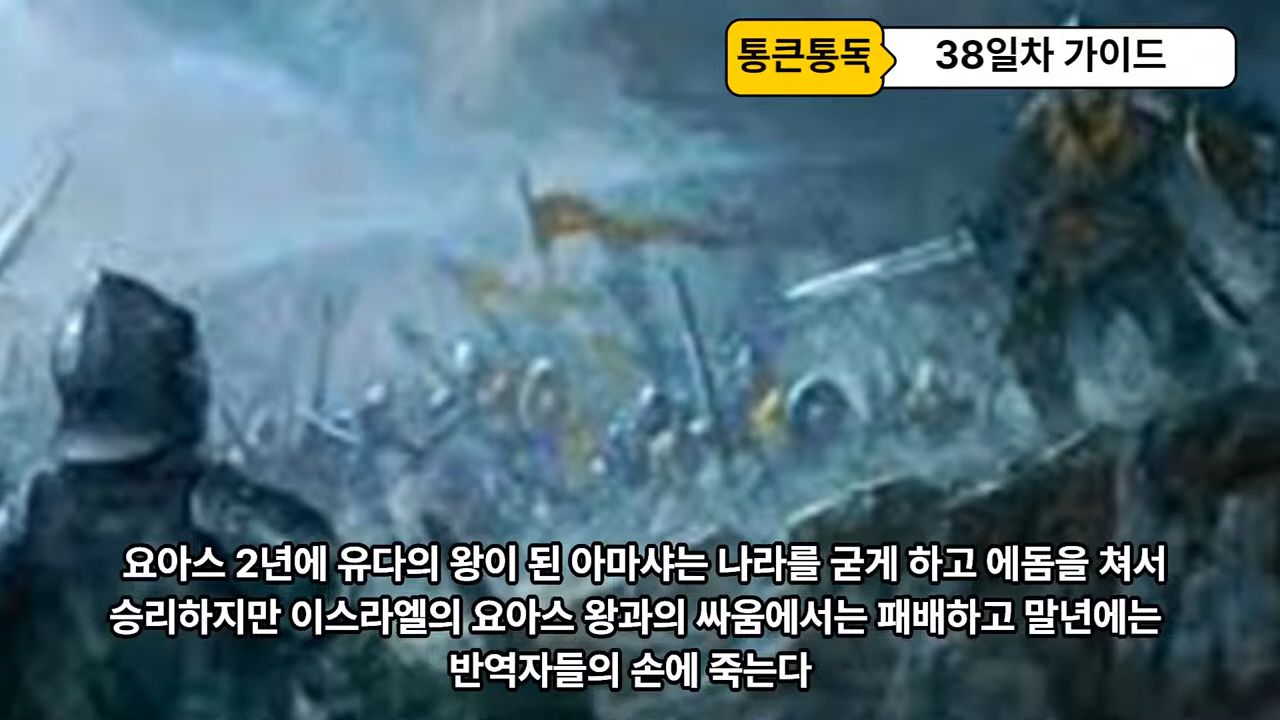 통큰통독 38일차 가이드
요아스 2년에 유다의 왕이 된 아마샤는 나라를 굳게 하고 에돔을 쳐서
승리하지만 이스라엘의 요아스 왕과의 싸움에서는 패배하고 말년에는
반역자들의 손에 죽는다